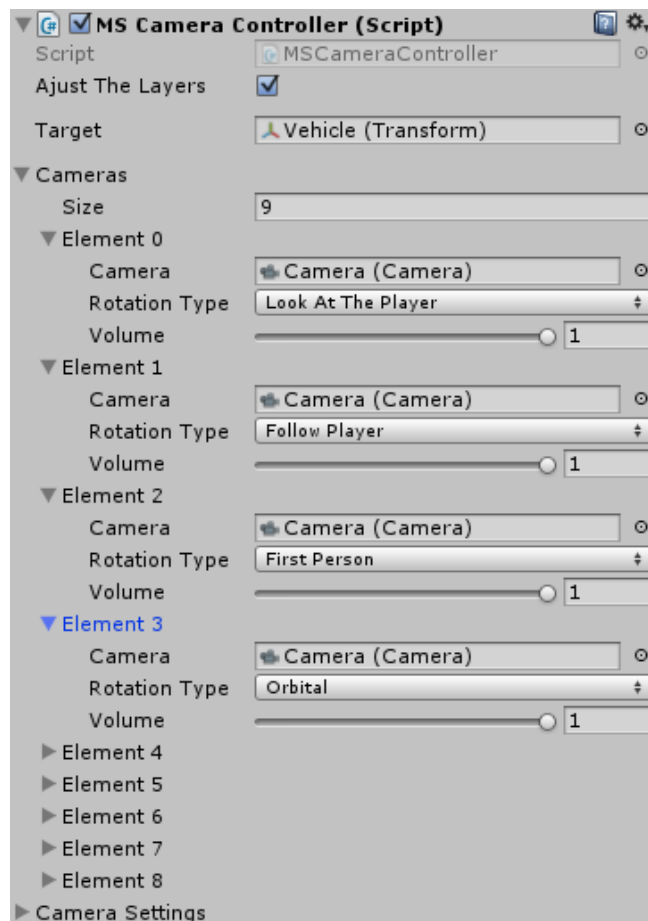 MS Camera Controller (Script)
Script MSCameraController
Ajust The Layers
Target Vehicle (Transform)
Cameras
Size 9
Element 0
Camera Camera (Camera)
Rotation Type Look At The Player
Volume 1
Element 1
Camera Camera (Camera)
Rotation Type Follow Player
Volume 1
Element 2
Camera Camera (Camera)
Rotation Type First Person
Volume 1
Element 3
Camera Camera (Camera)
Rotation Type Orbital
Volume 1
Element 4
Element 5
Element 6
Element 7
Element 8
Camera Settings